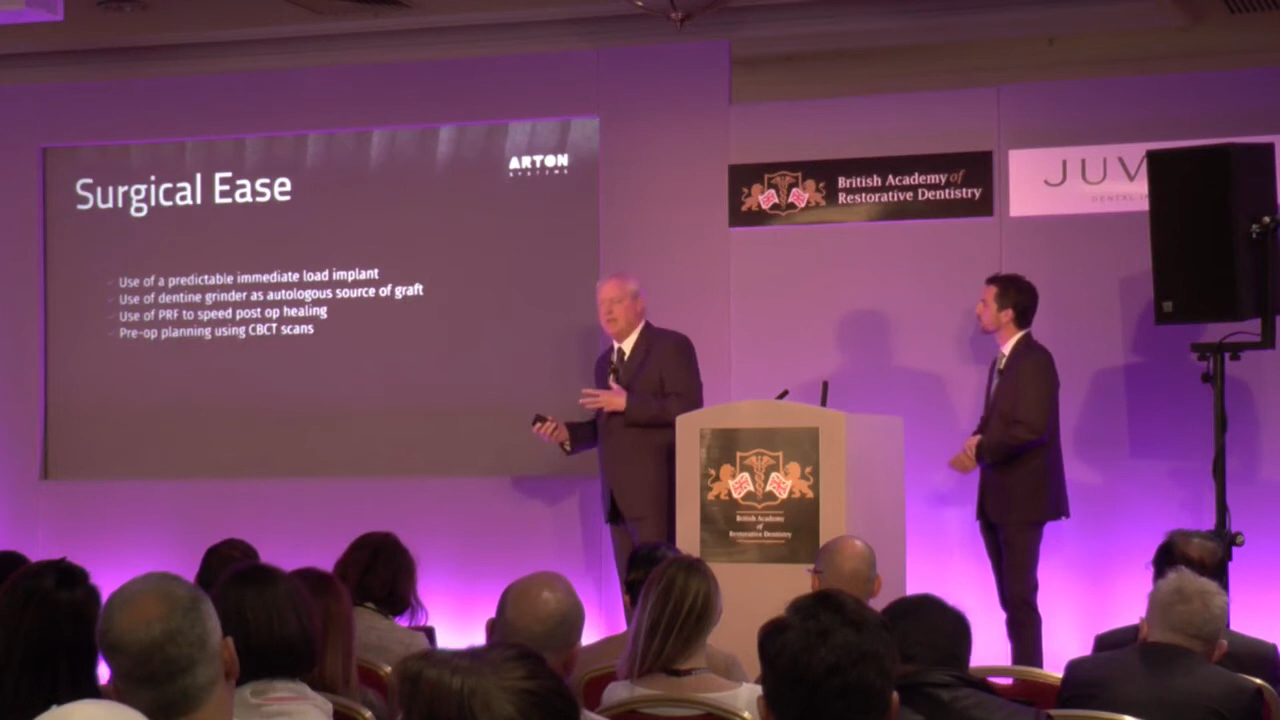 Surgical Ease
ARTON
SYSTEMS
Use of a predictable immediate load implant
Use of dentine grinder as autologous source of graft
Use of PRF to speed post op healing
Pre-op planning using CBCT scans
British Academy of
Restorative Dentistry
JUV
DENTAL
British Academy
of
Restorative Dentistry